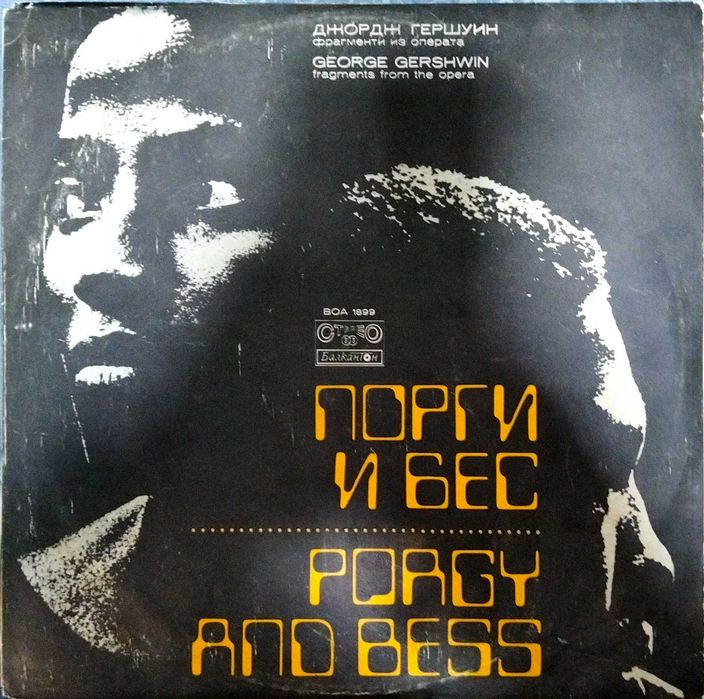 ДЖОРДЖ ГЕРШУИН
фрагменти из операта
GEORGE GERSHWIN
fragments from the opera
ВОА 1899
СТЕРЕО
33
Балкантон
ПОРГИ
И БЕС
PORGY
AND BESS